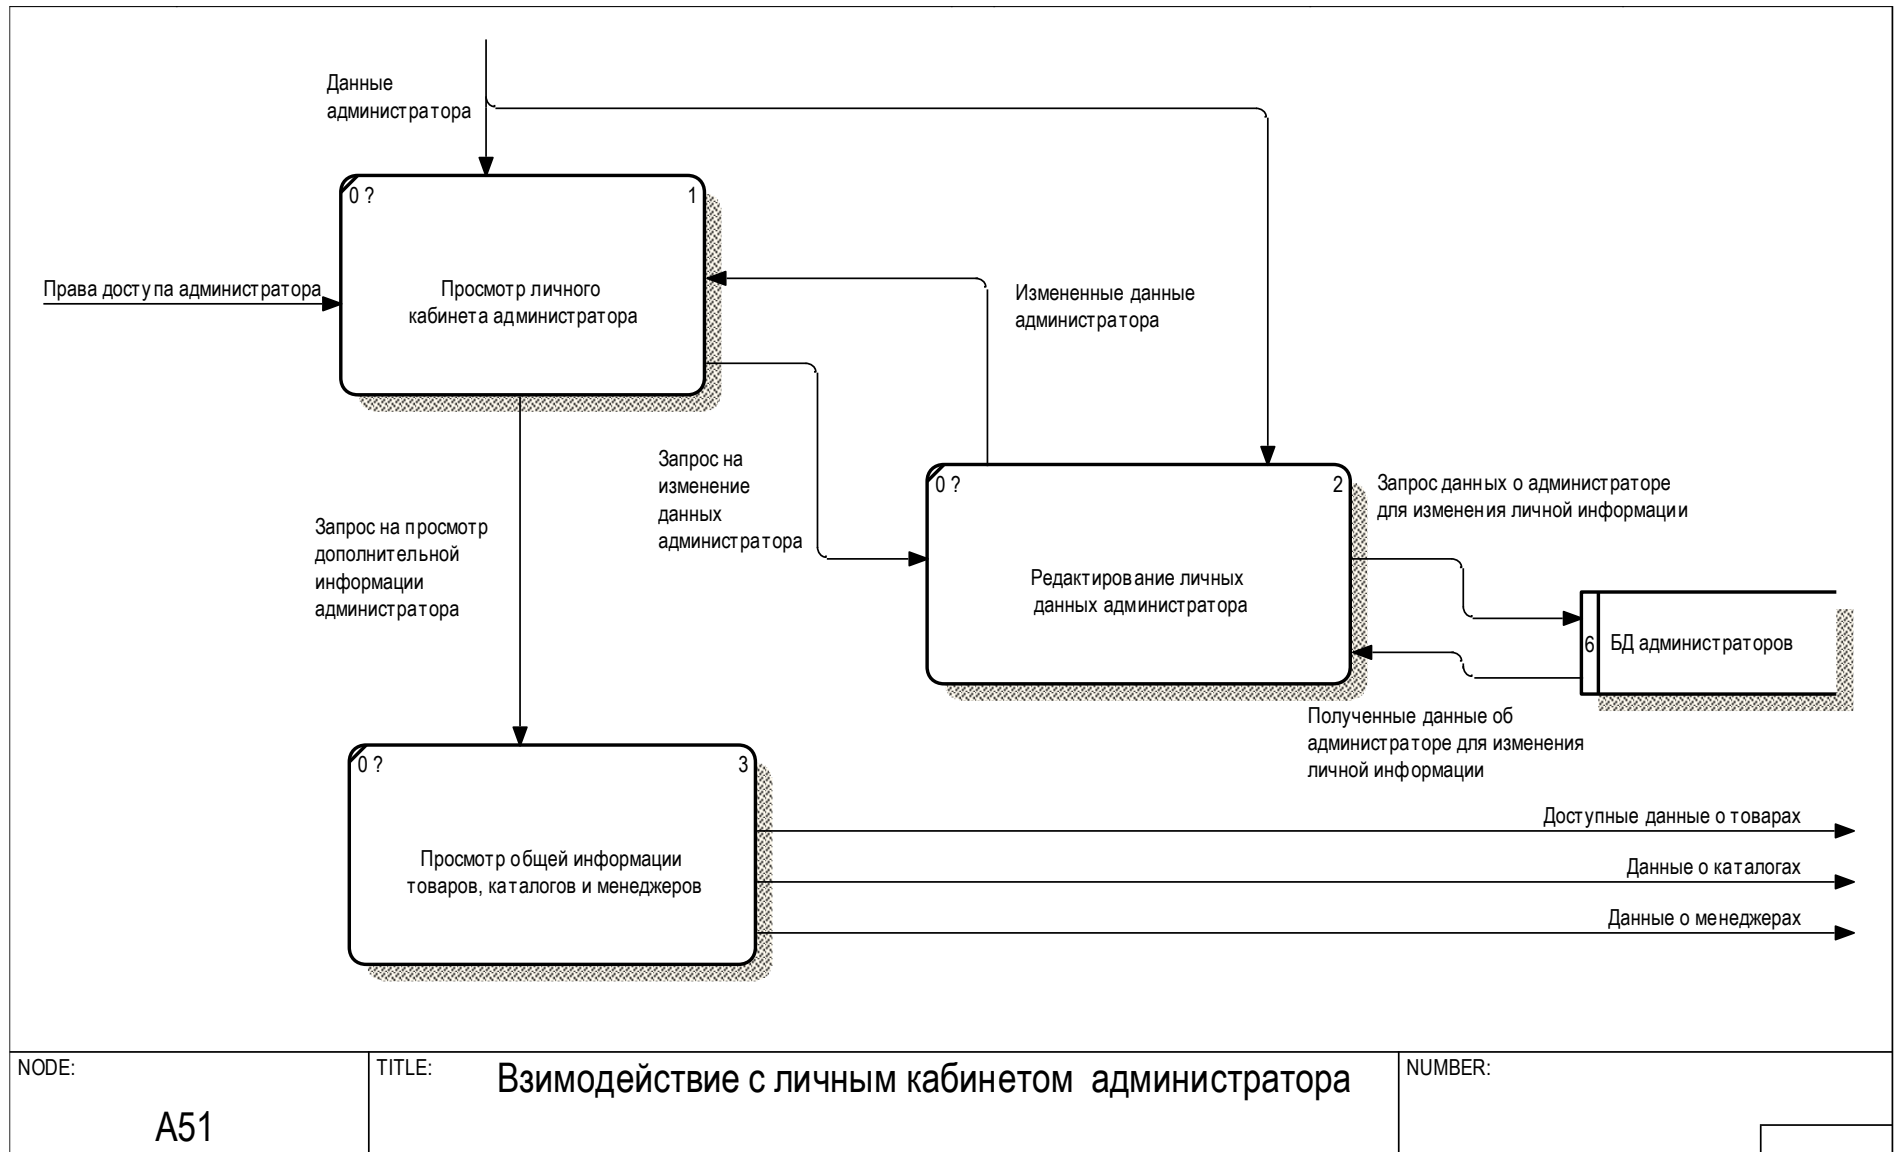 Данные
администратора
0 ?
1
Права доступа администратора
Просмотр личного
кабинета администратора
Измененные данные
администратора
Запрос на
изменение
данных
администратора
0 ?
2
Запрос данных о администраторе
для изменения личной информации
Запрос на просмотр
дополнительной
информации
администратора
Редактирование личных
данных администратора
6
БД администраторов
Полученные данные об
администраторе для изменения
личной информации
0 ?
3
Просмотр общей информации
товаров, каталогов и менеджеров
Доступные данные о товарах
Данные о каталогах
Данные о менеджерах
NODE:
A51
TITLE:
Взимодействие с личным кабинетом администратора
NUMBER: